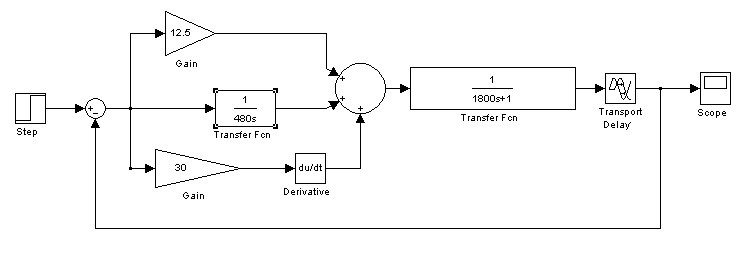 12.5
Gain
+
-
Step
1
480s
Transfer Fcn
30
Gain
du/dt
Derivative
+
+
+
1
1800s+1
Transfer Fcn
Transport
Delay
Scope